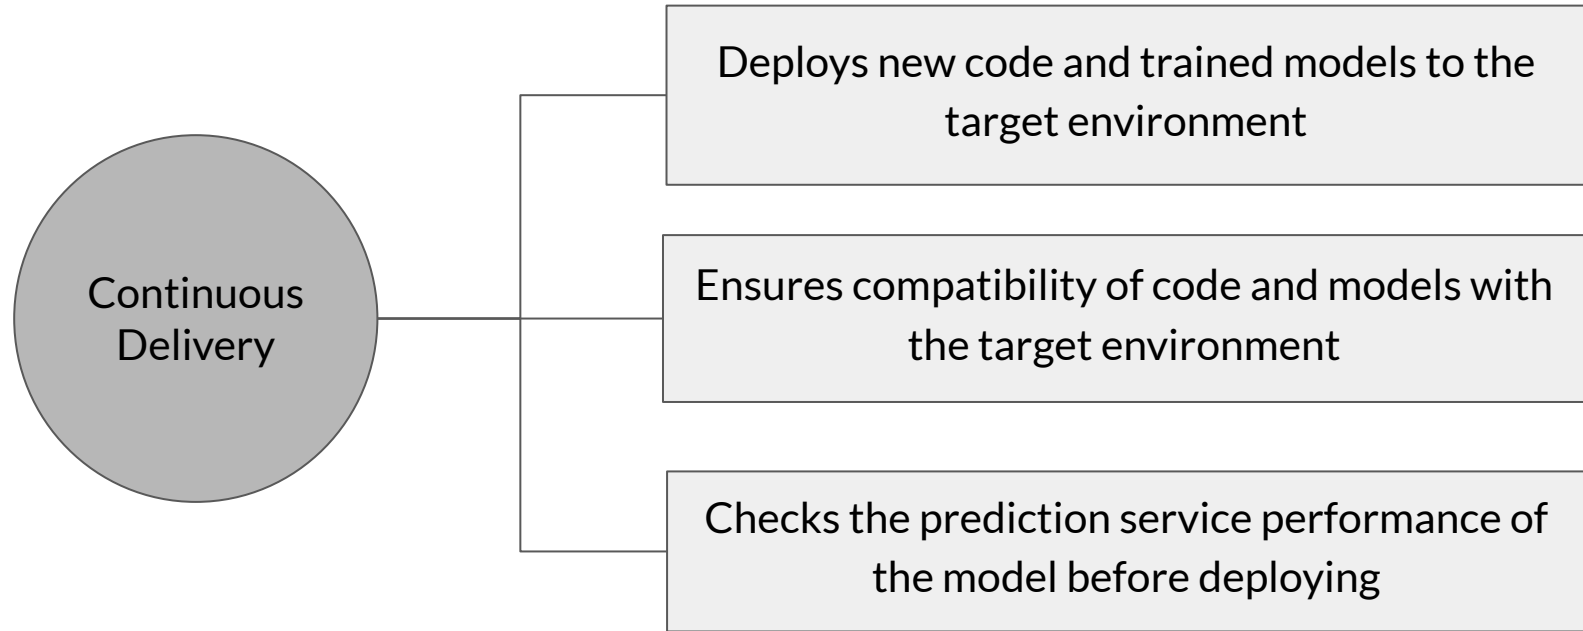 Deploys new code and trained models to the
target environment
Continuous
Delivery
Ensures compatibility of code and models with
the target environment
Checks the prediction service performance of
the model before deploying